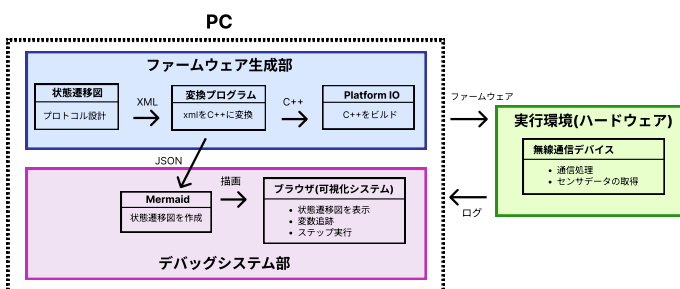 PC
ファームウェア生成部
状態遷移図
プロトコル設計
XML
変換プログラム
xmlをC++に変換
C++
Platform IO
C++をビルド
ファームウェア
実行環境(ハードウェア)
無線通信デバイス
• 通信処理
• センサデータの取得
ログ
JSON
Mermaid
状態遷移図を作成
描画
ブラウザ(可視化システム)
• 状態遷移図を表示
• 変数追跡
• ステップ実行
デバッグシステム部